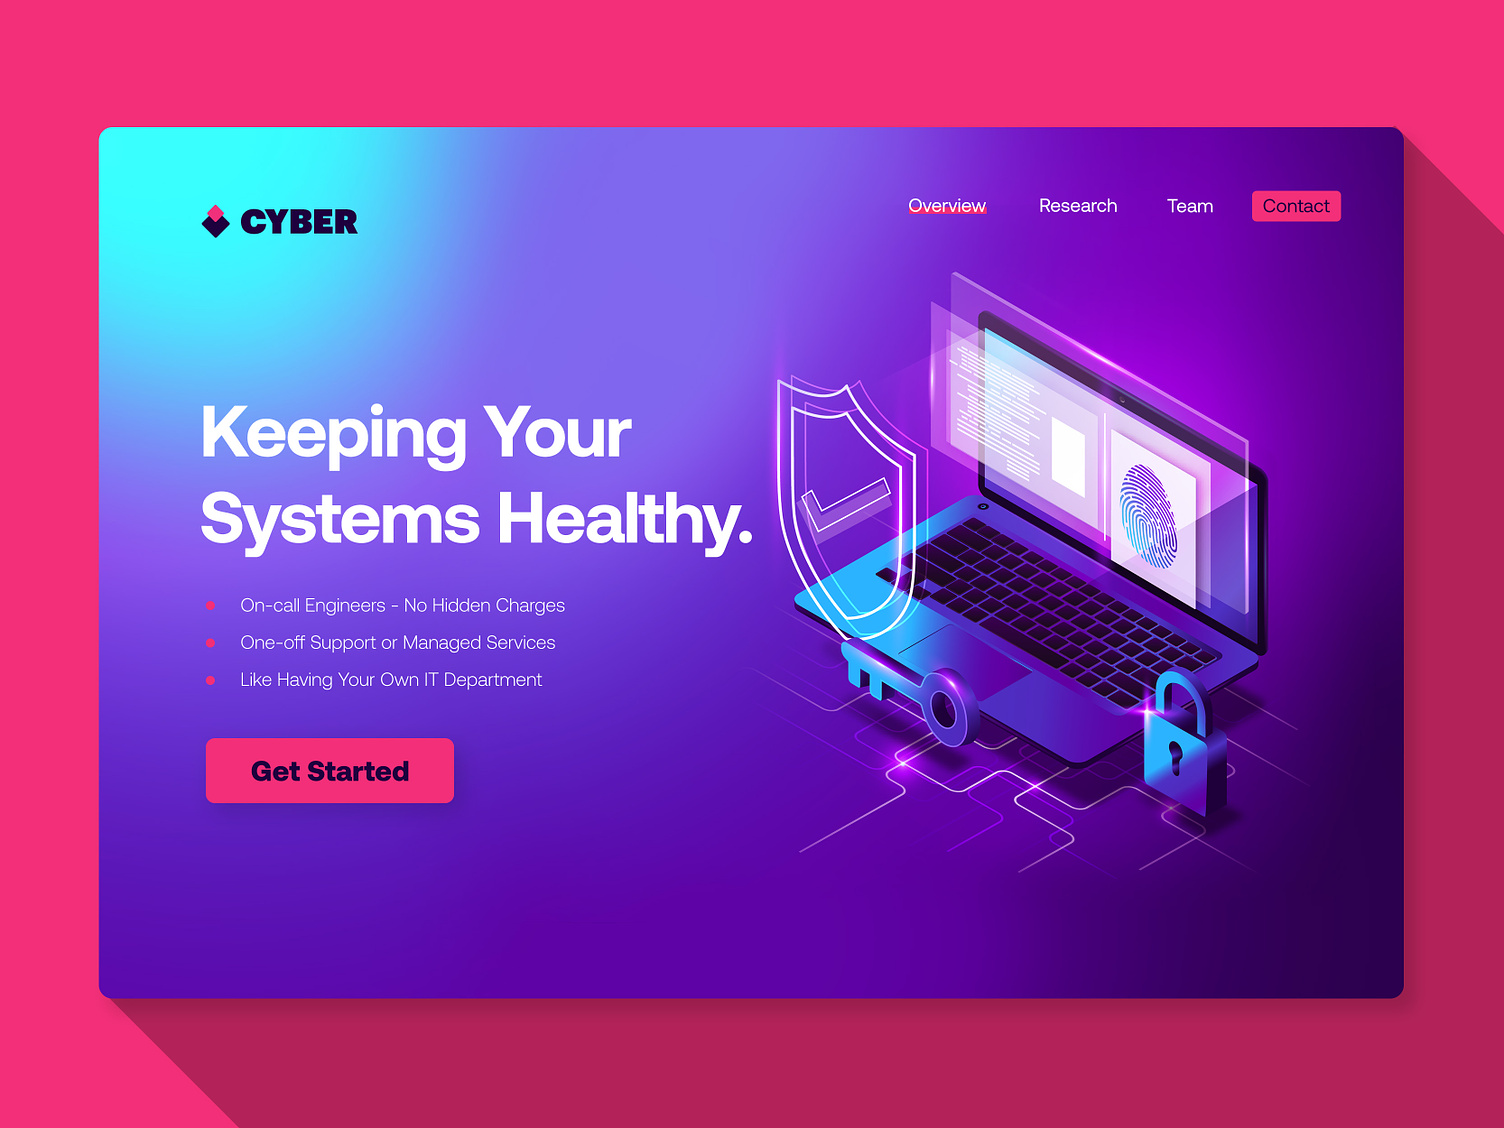 CYBER
Overview
Research
Team
Contact
Keeping Your
Systems Healthy.
On-call Engineers - No Hidden Charges
One-off Support or Managed Services
Like Having Your Own IT Department
Get Started